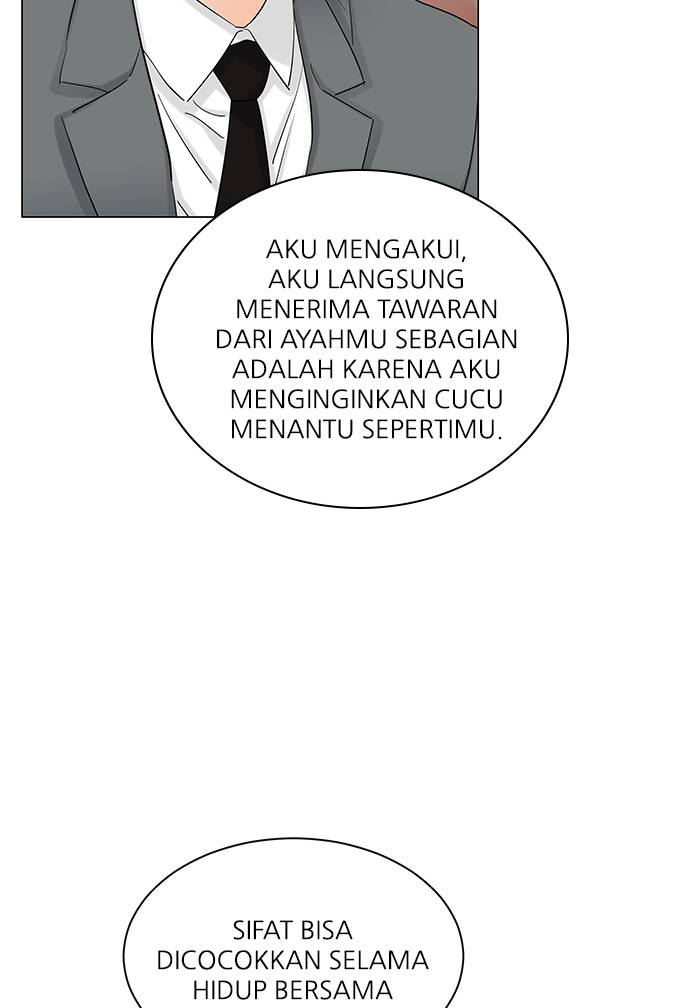 AKU MENGAKUI,
AKU LANGSUNG
MENERIMA TAWARAN
DARI AYAHMU SEBAGIAN
ADALAH KARENA AKU
MENGINGINKAN CUCU
MENANTU SEPERTIMU.
SIFAT BISA
DICOCOKKAN SELAMA
HIDUP BERSAMA